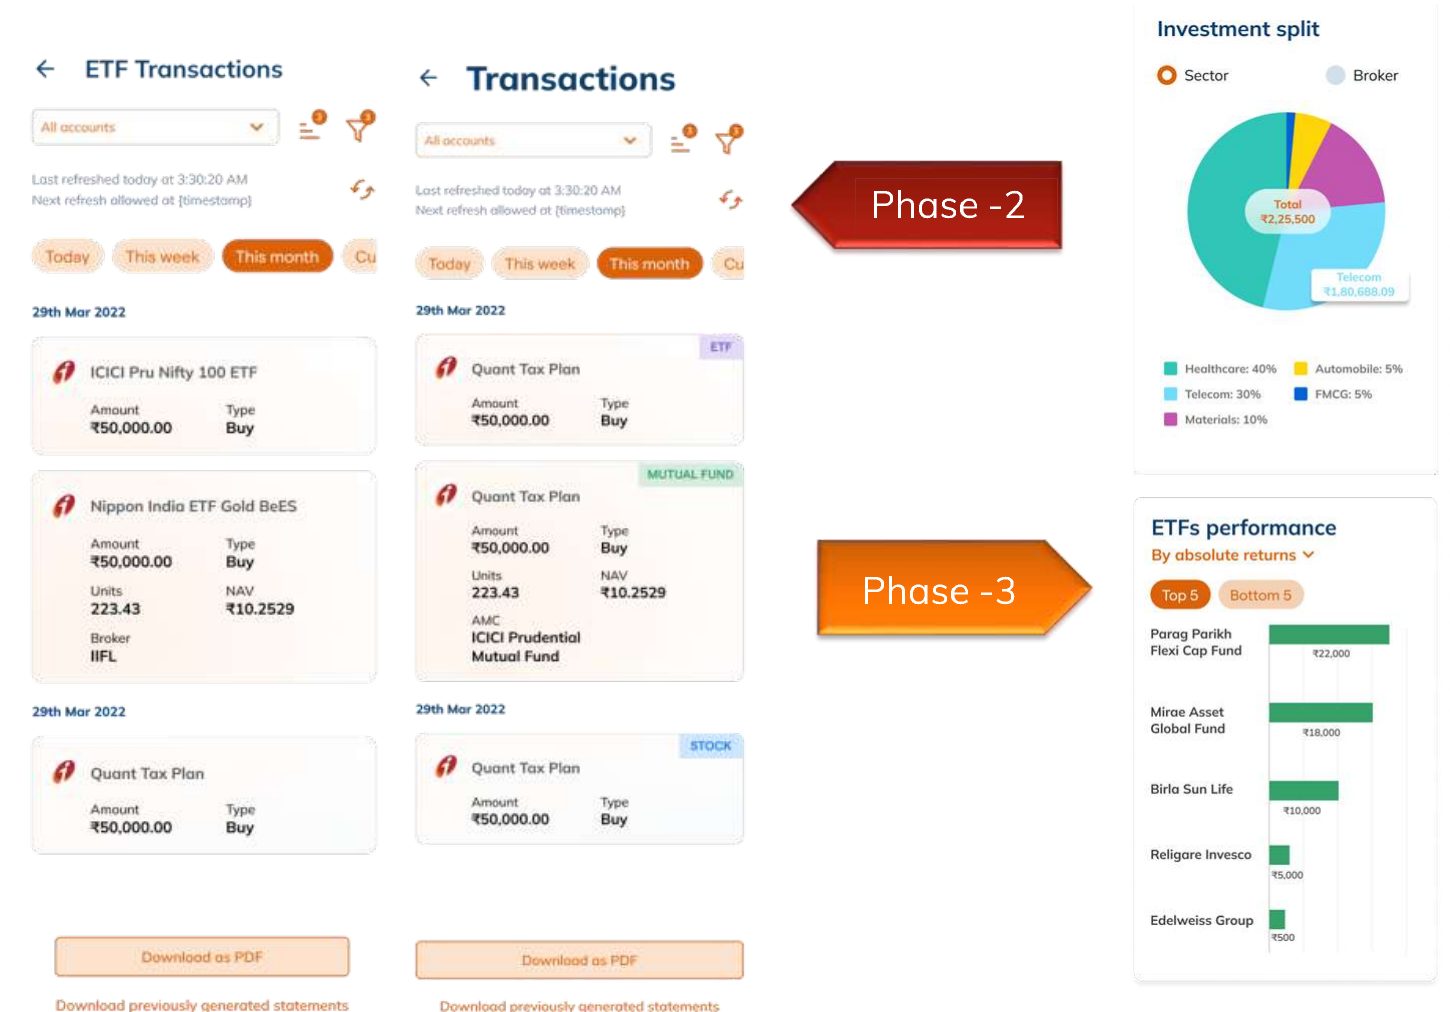 ETF Transactions
All accounts
3
3
Last refreshed today at 3:30:20 AM
Next refresh allowed at {timestamp}
Today
This week
This month
Cu
29th Mar 2022
ICICI Pru Nifty 100 ETF
Amount
Type
₹50,000.00
Buy
Nippon India ETF Gold BeES
Amount
Type
₹50,000.00
Buy
Units
NAV
223.43
₹10.2529
Broker
IIFL
29th Mar 2022
Quant Tax Plan
Amount
Type
₹50,000.00
Buy
Download as PDF
Download previously generated statements
Transactions
All accounts
3
3
Last refreshed today at 3:30:20 AM
Next refresh allowed at {timestamp}
Today
This week
This month
Cu
29th Mar 2022
ETF
Quant Tax Plan
Amount
Type
₹50,000.00
Buy
MUTUAL FUND
Quant Tax Plan
Amount
Type
₹50,000.00
Buy
Units
NAV
223.43
₹10.2529
AMC
ICICI Prudential
Mutual Fund
29th Mar 2022
STOCK
Quant Tax Plan
Amount
Type
₹50,000.00
Buy
Download as PDF
Download previously generated statements
Phase -2
Phase -3
Investment split
Sector
Broker
Total
₹2,25,500
Telecom
₹1,80,688.09
Healthcare: 40%
Automobile: 5%
Telecom: 30%
FMCG: 5%
Materials: 10%
ETFs performance
By absolute returns
Top 5
Bottom 5
Parag Parikh
Flexi Cap Fund
₹22,000
Mirae Asset
Global Fund
₹18,000
Birla Sun Life
₹10,000
Religare Invesco
₹5,000
Edelweiss Group
₹500